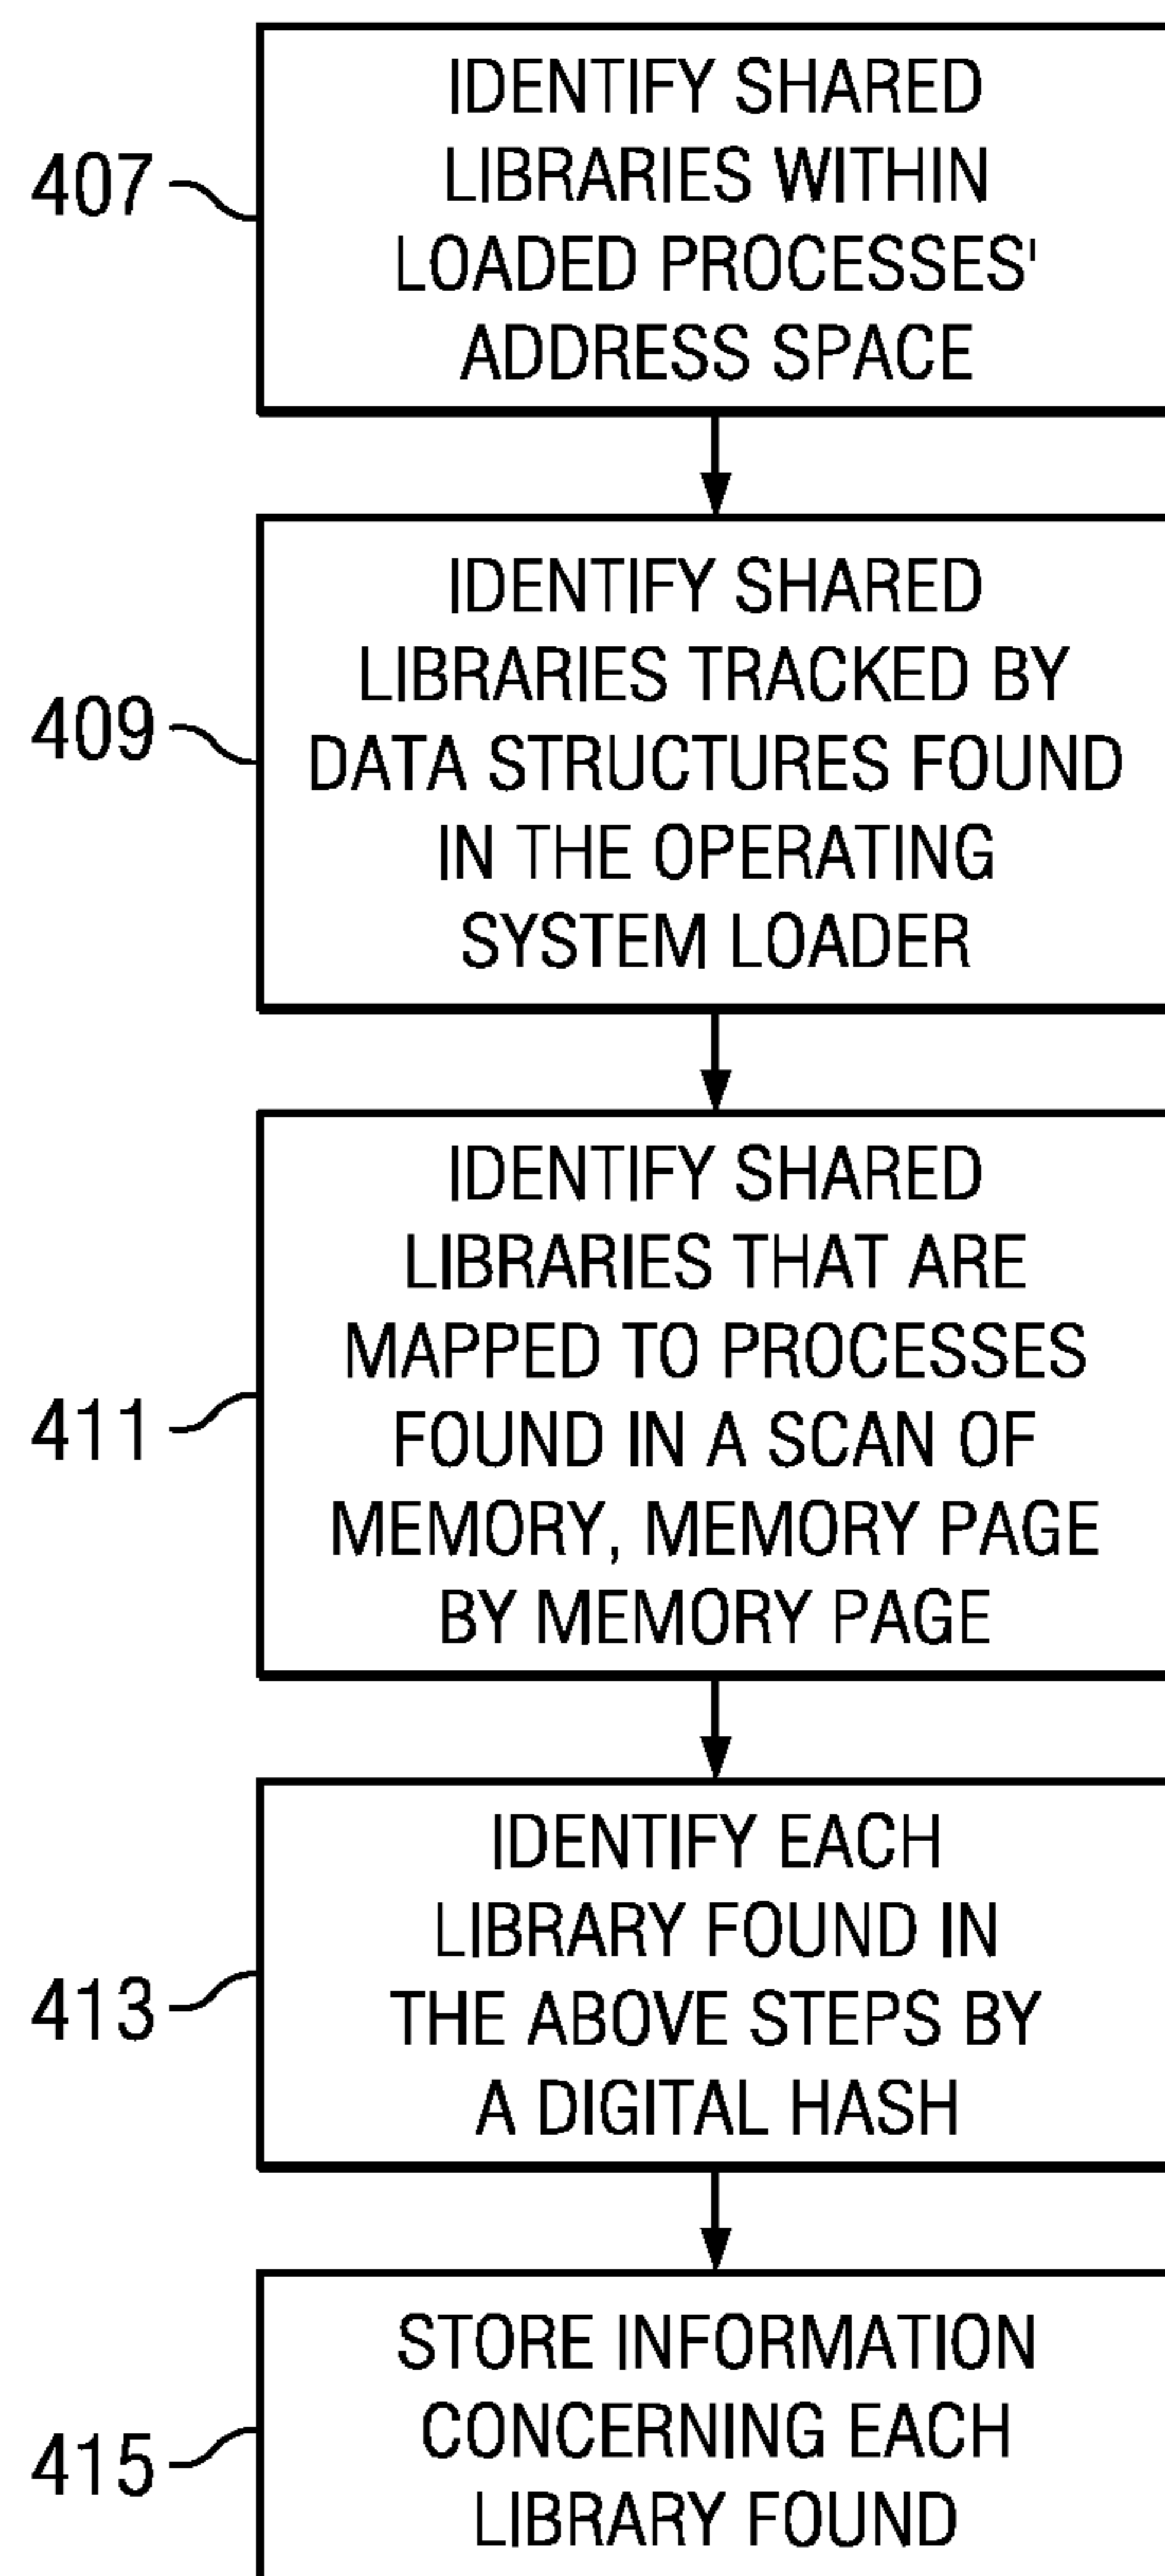 IDENTIFY SHARED
LIBRARIES WITHIN
LOADED PROCESSES'
ADDRESS SPACE
407
IDENTIFY SHARED
LIBRARIES TRACKED BY
DATA STRUCTURES FOUND
IN THE OPERATING
SYSTEM LOADER
409
IDENTIFY SHARED
LIBRARIES THAT ARE
MAPPED TO PROCESSES
FOUND IN A SCAN OF
MEMORY, MEMORY PAGE
BY MEMORY PAGE
411
IDENTIFY EACH
LIBRARY FOUND IN
THE ABOVE STEPS BY
A DIGITAL HASH
413
STORE INFORMATION
CONCERNING EACH
LIBRARY FOUND
415